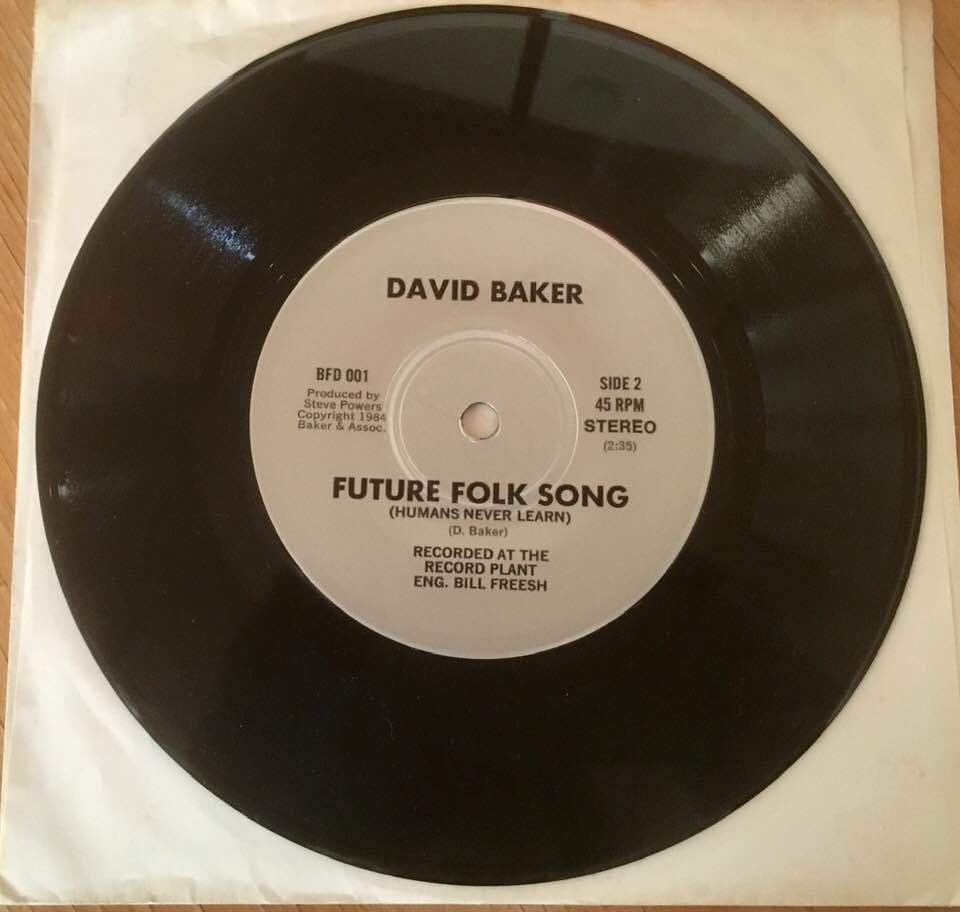 DAVID BAKER
BFD 001
Produced by
Steve Powers
Copyright 1984
Baker & Assoc.
SIDE 2
45 RPM
STEREO
(2:35)
FUTURE FOLK SONG
(HUMANS NEVER LEARN)
(D. Baker)
RECORDED AT THE
RECORD PLANT
ENG. BILL FREESH